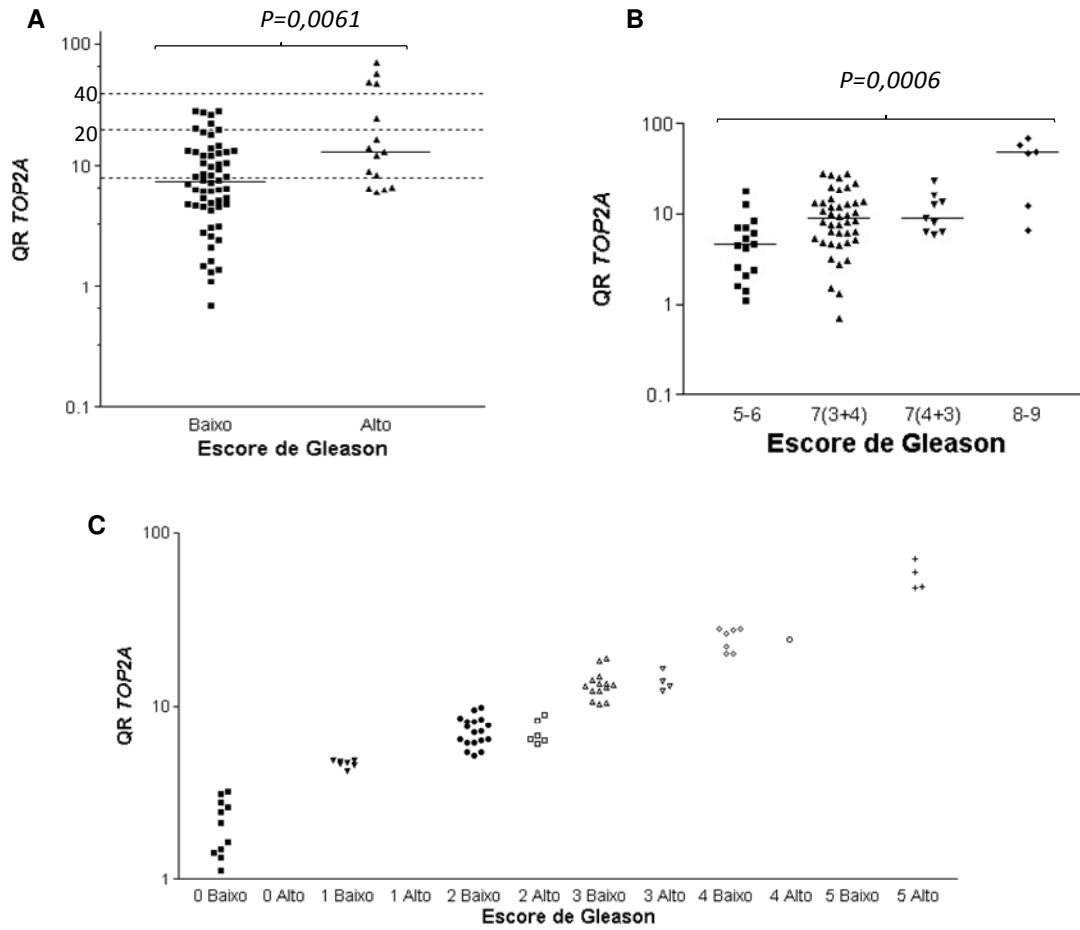 A
P=0,0061
100
40
20
10
1
0.1
QR TOP2A
Baixo Alto
Escore de Gleason
B
P=0,0006
100
10
1
0.1
QR TOP2A
5-6 7(3+4) 7(4+3) 8-9
Escore de Gleason
C
100
10
1
QR TOP2A
0 Baixo 0 Alto 1 Baixo 1 Alto 2 Baixo 2 Alto 3 Baixo 3 Alto 4 Baixo 4 Alto 5 Baixo 5 Alto
Escore de Gleason